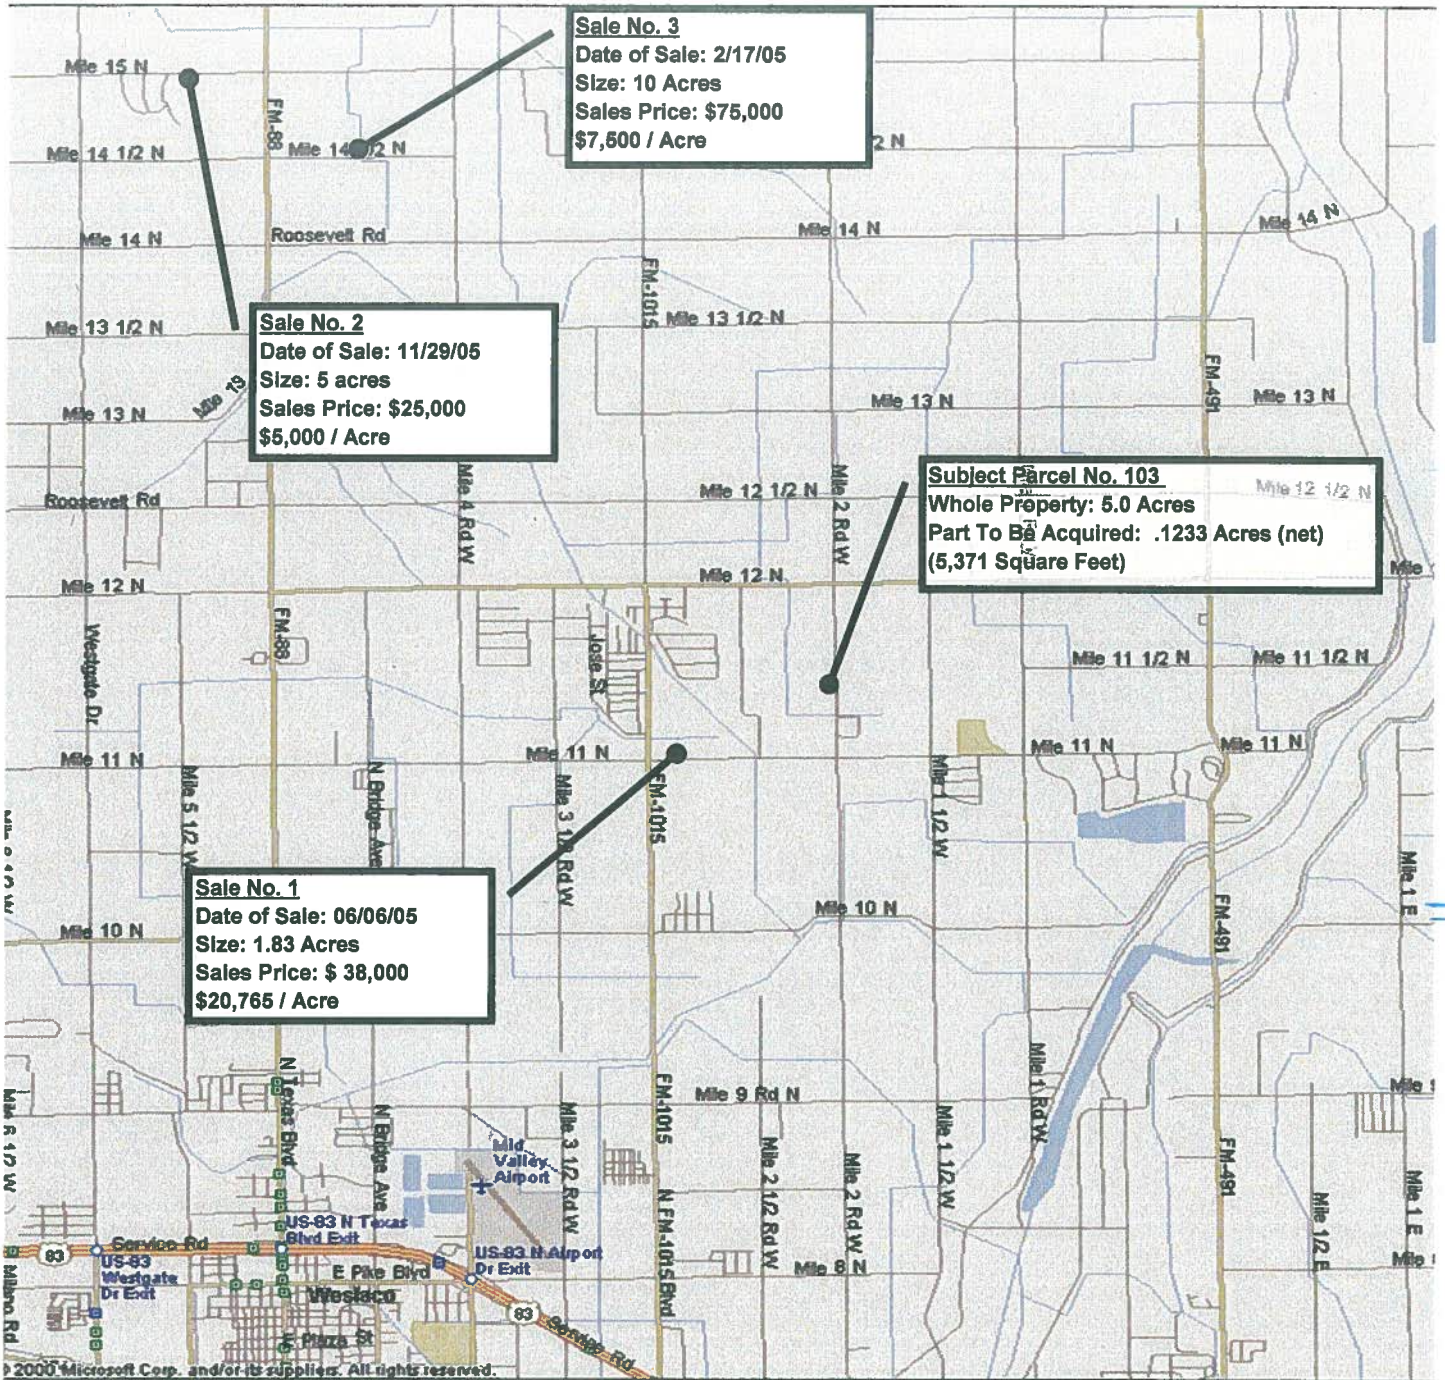 Sale No. 3
Date of Sale: 2/17/05
Size: 10 Acres
Sales Price: $75,000
$7,500 / Acre
Mile 15 N
FM-88
Mile 14 1/2 N
Mile 14 1/2 N
2 N
Mile 14 N
Roosevelt Rd
Mile 14 N
Mile 14 N
FM-1015
Sale No. 2
Date of Sale: 11/29/05
Size: 5 acres
Sales Price: $25,000
$5,000 / Acre
Mile 13 1/2 N
Mile 13 1/2 N
FM-491
Mile 13 N
Mile 13 N
Mile 13 N
Subject Parcel No. 103
Whole Property: 5.0 Acres
Part To Be Acquired: .1233 Acres (net)
(5,371 Square Feet)
Mile 12 1/2 N
Roosevelt Rd
Mile 4 Rd W
Mile 12 1/2 N
Mile 2 Rd W
Mile 12 N
Mile 12 N
Mile
Westgate Dr
FM-88
Jose St
Mile 11 1/2 N
Mile 11 1/2 N
Mile 11 N
Mile 11 N
Mile 11 N
Mile 11 N
Mile 5 1/2 W
N Bridge Ave
Mile 3 1/2 Rd W
FM-1015
Mile 1 1/2 W
Mile 1 E
Sale No. 1
Date of Sale: 06/06/05
Size: 1.83 Acres
Sales Price: $ 38,000
$20,765 / Acre
Mile 10 N
Mile 10 N
FM-491
N Texas Blvd
N Bridge Ave
Mile 3 1/2 Rd W
FM-1015
Mile 9 Rd N
Mile 1 Rd W
Mile 1 1/2 W
Mile 2 1/2 Rd W
Mile 2 Rd W
FM-491
Mile 1/2 E
Mile 1 E
Mid
Valley
Airport
83
Service Rd
US-83
Westgate
Dr Exit
US-83 N Texas
Blvd Exit
E Pike Blvd
US-83 N Airport
Dr Exit
N FM-1015 Blvd
Mile 8 N
Weslaco
83
Service Rd
Milano Rd
Plaza St
2000 Microsoft Corp. and/or its suppliers. All rights reserved.